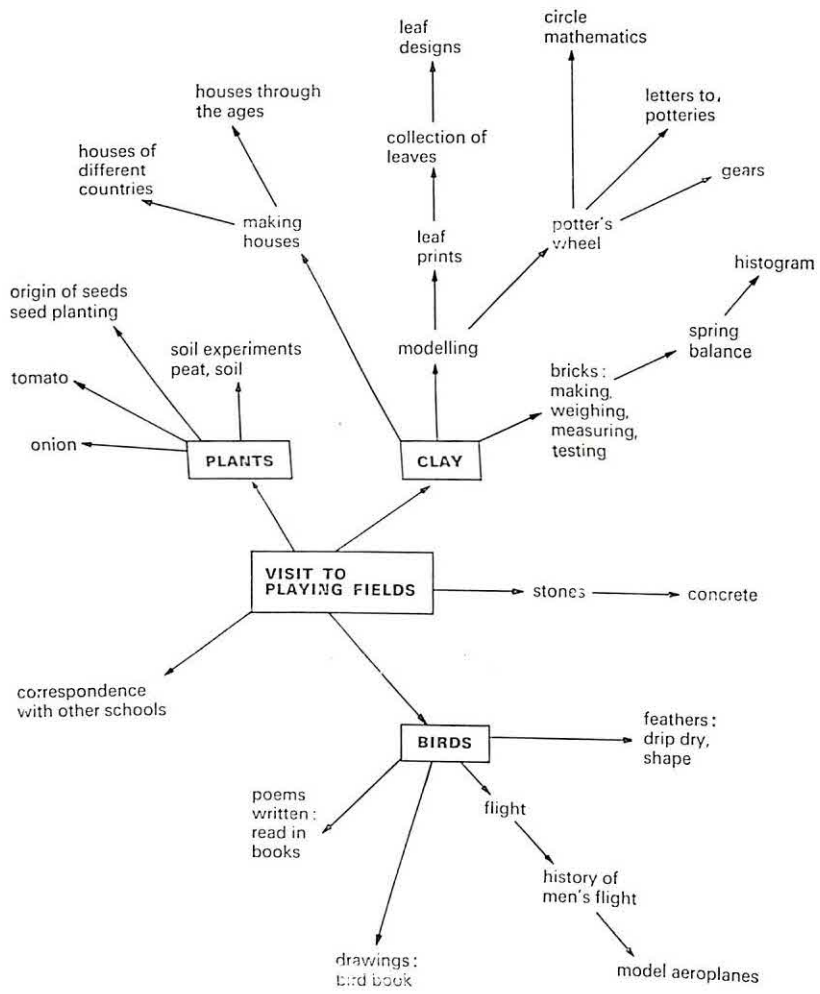 leaf
designs
circle
mathematics
houses through
the ages
letters to
potteries
collection of
leaves
houses of
different
countries
gears
making
houses
leaf
prints
potter's
wheel
histogram
origin of seeds
seed planting
spring
balance
soil experiments
peat, soil
modelling
tomato
bricks:
making,
weighing,
measuring,
testing
onion
PLANTS
CLAY
VISIT TO
PLAYING FIELDS
stones
concrete
correspondence
with other schools
BIRDS
feathers:
drip dry,
shape
poems
written:
read in
books
flight
history of
men's flight
drawings:
bird book
model aeroplanes